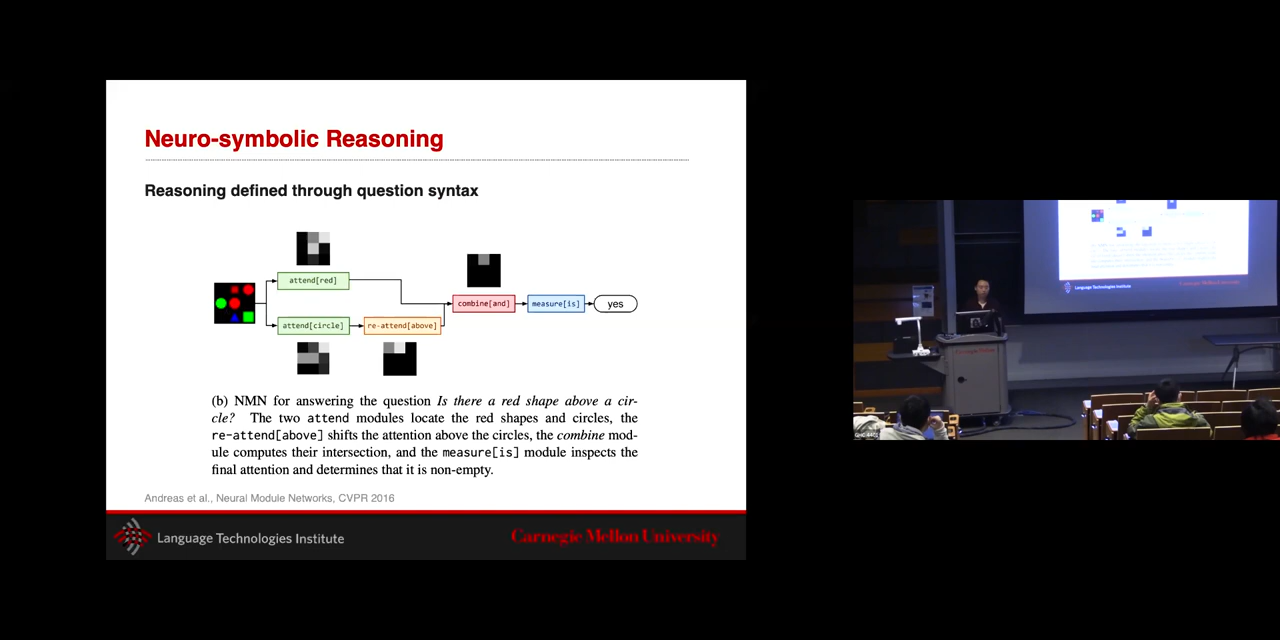 Neuro-symbolic Reasoning
Reasoning defined through question syntax
attend[red]
combine[and]
measure[is]
yes
attend[circle]
re-attend[above]
(b) NMN for answering the question Is there a red shape above a cir-
cle? The two attend modules locate the red shapes and circles, the
re-attend[above] shifts the attention above the circles, the combine mod-
ule computes their intersection, and the measure[is] module inspects the
final attention and determines that it is non-empty.
Andreas et al., Neural Module Networks, CVPR 2016
Language Technologies Institute
Carnegie Mellon University
Language Technologies Institute